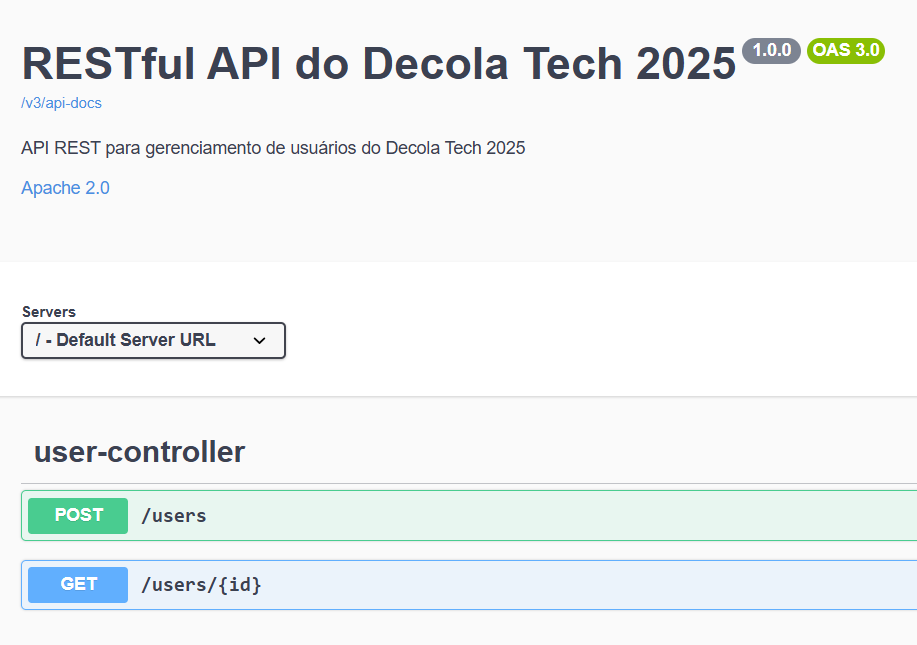 RESTful API do Decola Tech 2025 1.0.0 OAS 3.0
/v3/api-docs
API REST para gerenciamento de usuários do Decola Tech 2025
Apache 2.0
Servers
/ - Default Server URL
user-controller
POST /users
GET /users/{id}